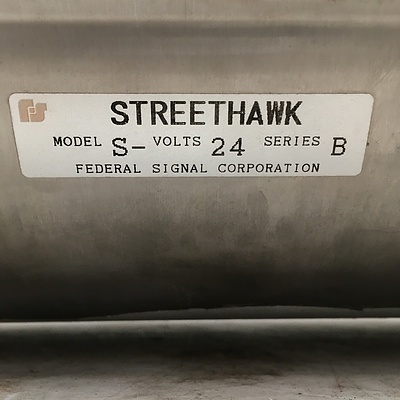 STREETHAWK
MODEL S- VOLTS 24 SERIES B
FEDERAL SIGNAL CORPORATION